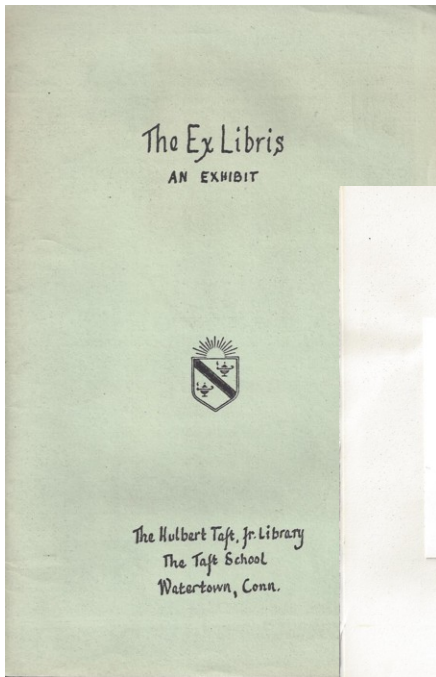 The Ex Libris
AN EXHIBIT
The Hulbert Taft, Jr. Library
The Taft School
Watertown, Conn.